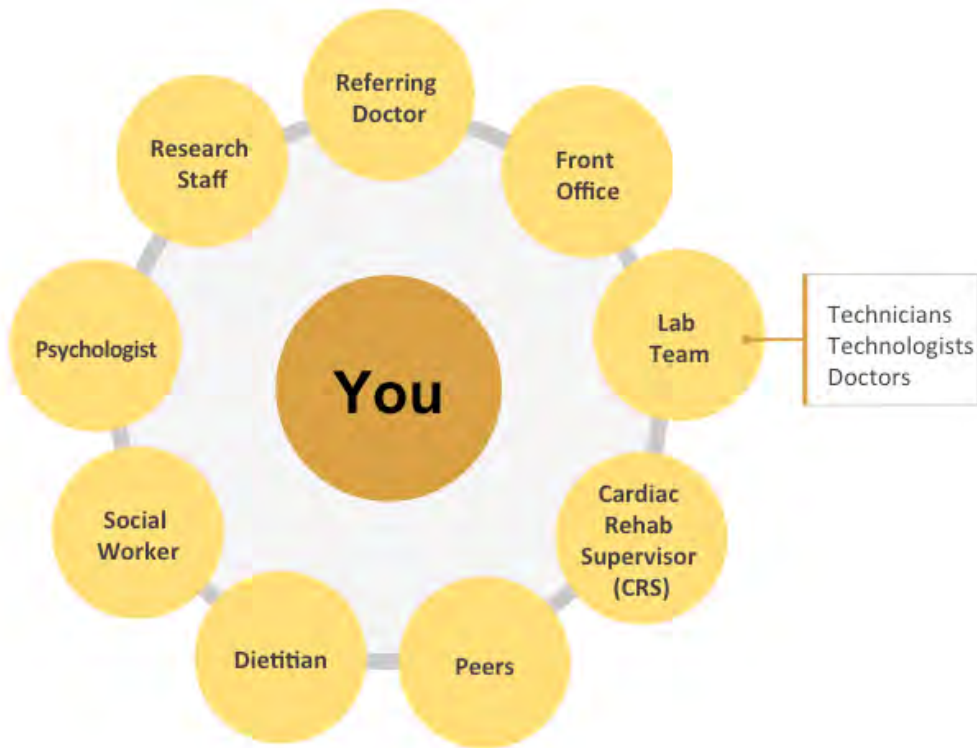 Referring
Doctor
Front
Office
Lab
Team
Technicians
Technologists
Doctors
Cardiac
Rehab
Supervisor
(CRS)
Peers
Dietitian
Social
Worker
Psychologist
Research
Staff
You